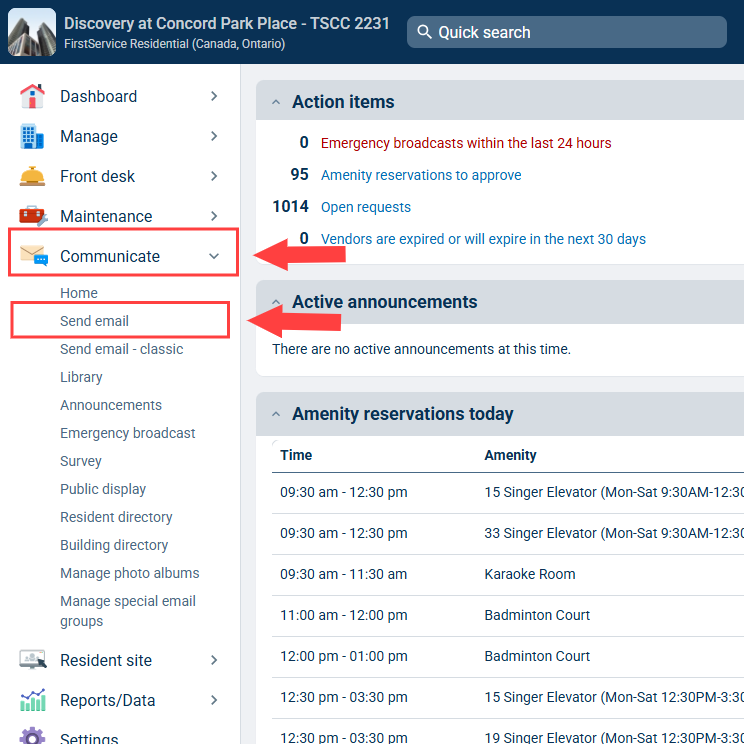 Discovery at Concord Park Place - TSCC 2231
FirstService Residential (Canada, Ontario)
Quick search
Dashboard
Manage
Front desk
Maintenance
Communicate
Home
Send email
Send email - classic
Library
Announcements
Emergency broadcast
Survey
Public display
Resident directory
Building directory
Manage photo albums
Manage special email
groups
Resident site
Reports/Data
Settings
Action items
0 Emergency broadcasts within the last 24 hours
95 Amenity reservations to approve
1014 Open requests
0 Vendors are expired or will expire in the next 30 days
Active announcements
There are no active announcements at this time.
Amenity reservations today
Time Amenity
09:30 am - 12:30 pm 15 Singer Elevator (Mon-Sat 9:30AM-12:30
09:30 am - 12:30 pm 33 Singer Elevator (Mon-Sat 9:30AM-12:30
09:30 am - 11:30 am Karaoke Room
11:00 am - 12:00 pm Badminton Court
12:00 pm - 01:00 pm Badminton Court
12:30 pm - 03:30 pm 15 Singer Elevator (Mon-Sat 12:30PM-3:30
12:30 pm - 03:30 pm 19 Singer Elevator (Mon-Sat 12:30PM-3:30